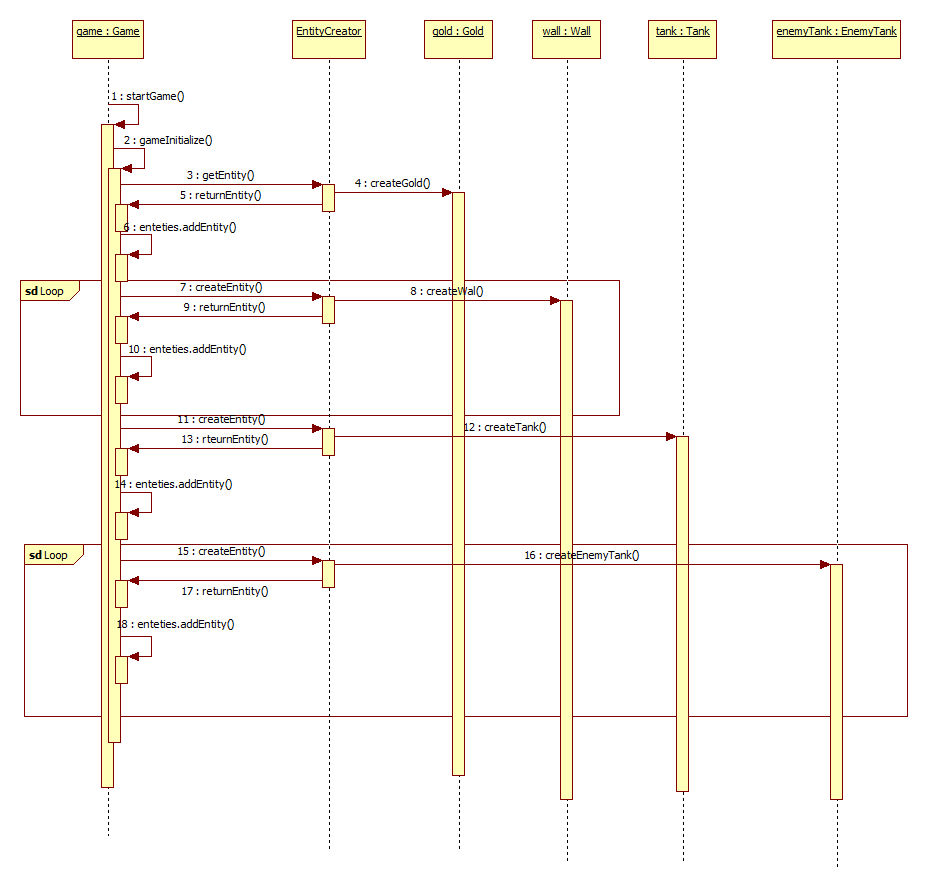 game : Game
EntityCreator
gold : Gold
wall : Wall
tank : Tank
enemyTank : EnemyTank
1 : startGame()
2 : gameInitialize()
3 : getEntity()
4 : createGold()
5 : returnEntity()
6 : enteties.addEntity()
sd Loop
7 : createEntity()
8 : createWal()
9 : returnEntity()
10 : enteties.addEntity()
11 : createEntity()
12 : createTank()
13 : rteurnEntity()
14 : enteties.addEntity()
sd Loop
15 : createEntity()
16 : createEnemyTank()
17 : returnEntity()
18 : enteties.addEntity()